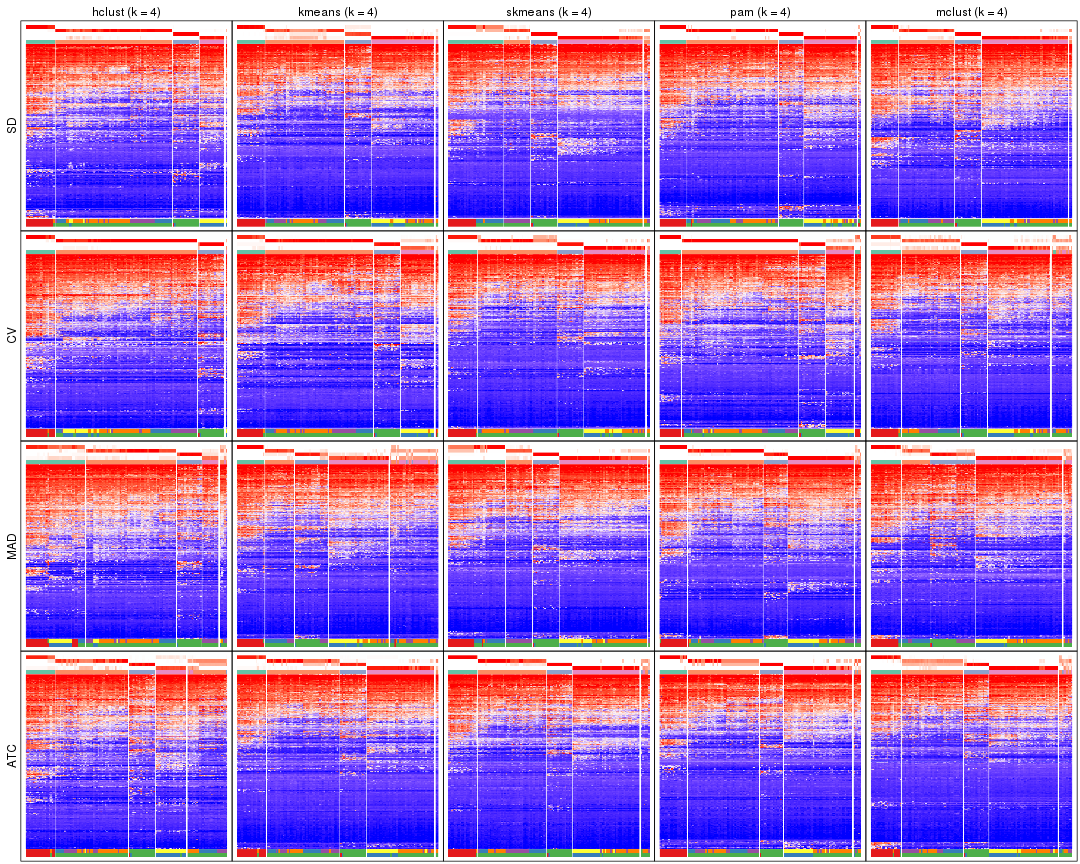 hclust (k = 4)
kmeans (k = 4)
skmeans (k = 4)
pam (k = 4)
mclust (k = 4)
SD
CV
MAD
ATC